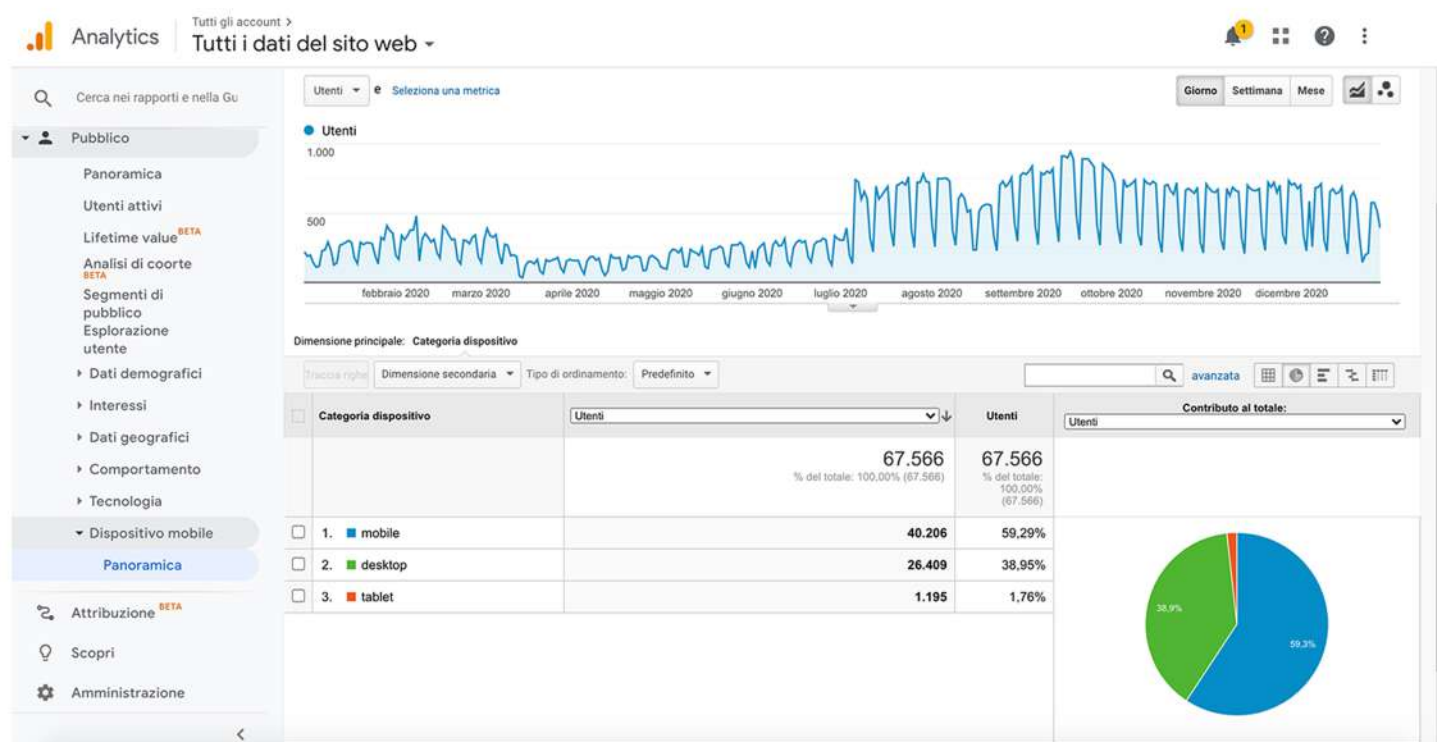 Analytics
Tutti gli account >
Tutti i dati del sito web
1
Cerca nei rapporti e nella Gu
Pubblico
Panoramica
Utenti attivi
Lifetime value BETA
Analisi di coorte
BETA
Segmenti di
pubblico
Esplorazione
utente
Dati demografici
Interessi
Dati geografici
Comportamento
Tecnologia
Dispositivo mobile
Panoramica
Attribuzione BETA
Scopri
Amministrazione
Utenti e Seleziona una metrica
Giorno Settimana Mese
Utenti
1.000
500
febbraio 2020 marzo 2020 aprile 2020 maggio 2020 giugno 2020 luglio 2020 agosto 2020 settembre 2020 ottobre 2020 novembre 2020 dicembre 2020
Dimensione principale: Categoria dispositivo
Traccia righe Dimensione secondaria Tipo di ordinamento: Predefinito
avanzata
Categoria dispositivo Utenti Utenti Contributo al totale:
Utenti
67.566
% del totale: 100,00% (67.566)
67.566
% del totale:
100,00%
(67.566)
1. mobile 40.206 59,29%
2. desktop 26.409 38,95%
3. tablet 1.195 1,76%
38,9%
59,3%